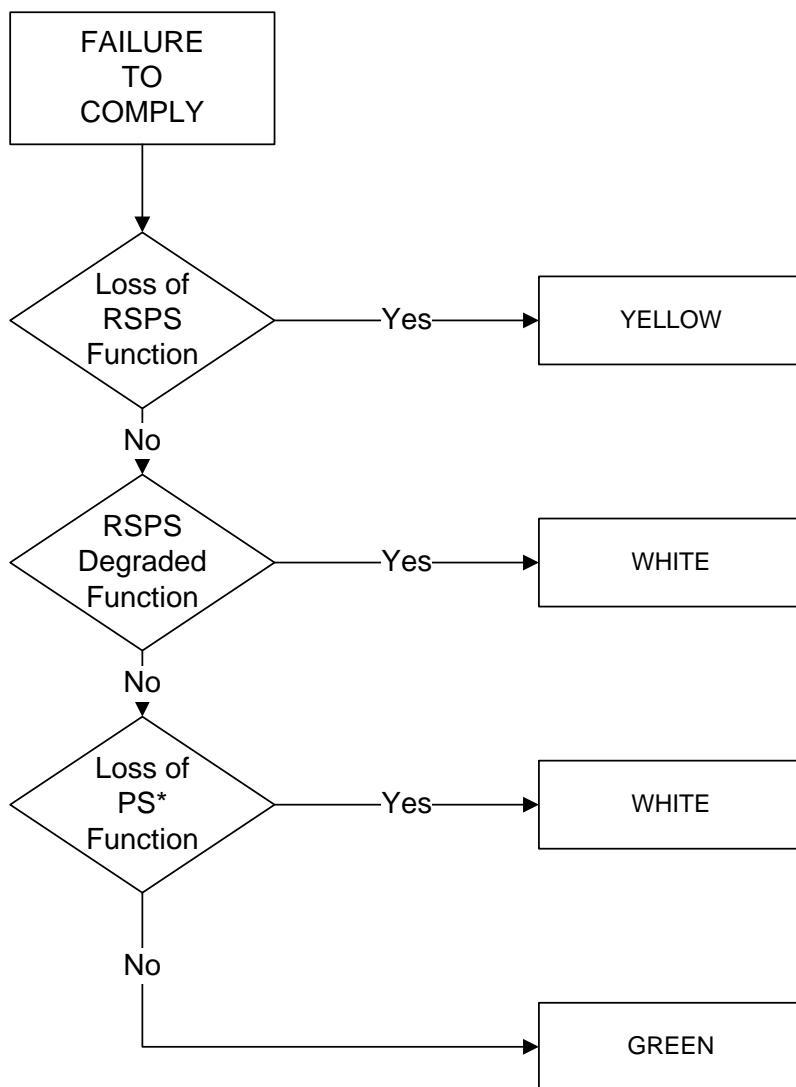 FAILURE
TO
COMPLY
Loss of
RSPS
Function
Yes
YELLOW
No
RSPS
Degraded
Function
Yes
WHITE
No
Loss of
PS*
Function
Yes
WHITE
No
GREEN